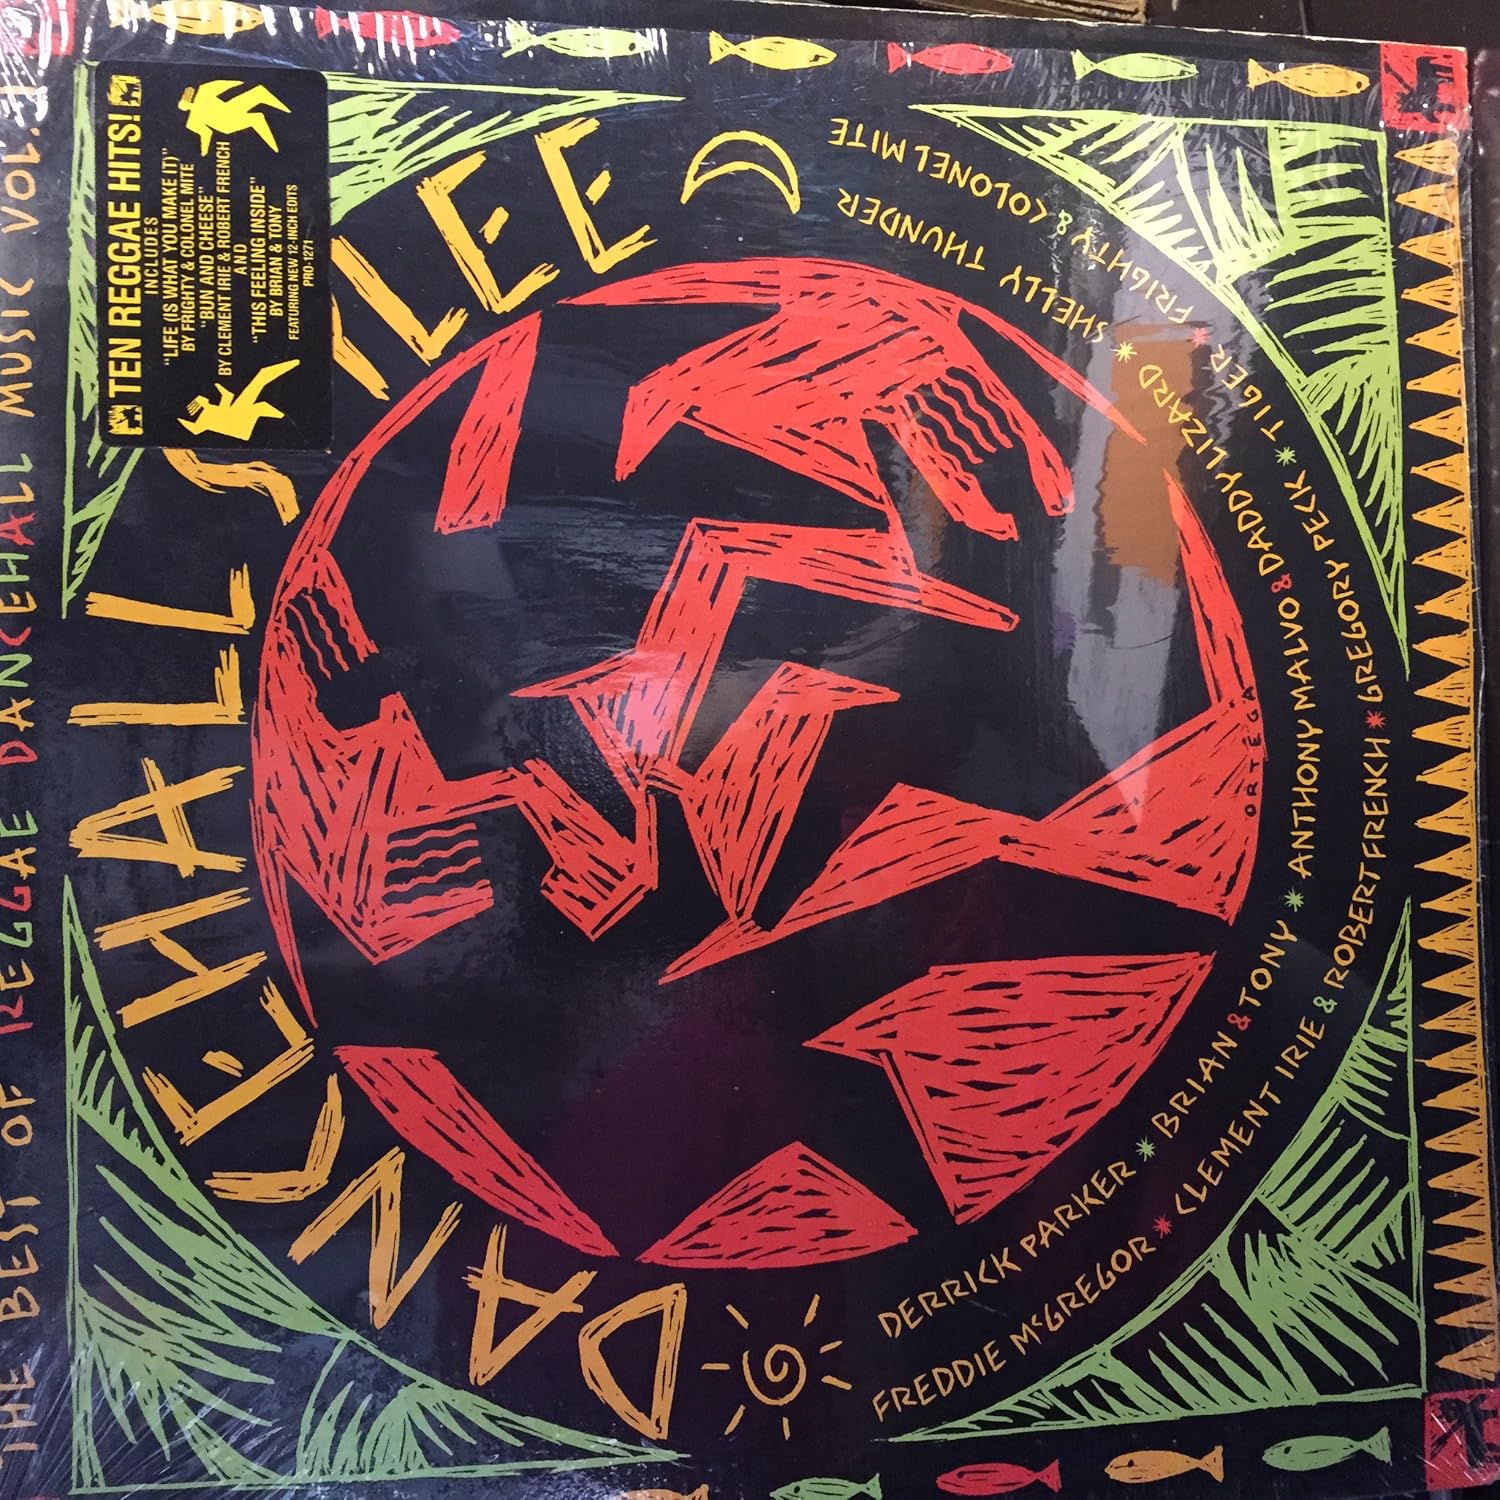 THE BEST OF REGGAE DANCEHALL MUSIC VOL.
TEN REGGAE HITS!
INCLUDES
"LIFE (IS WHAT YOU MAKE IT)"
BY FRIGHTY & COLONEL MITE
"BUN AND CHEESE"
BY CLEMENT IRIE & ROBERT FRENCH
AND
"THIS FEELING INSIDE"
BY BRIAN & TONY
FEATURING NEW 12-INCH EDITS
PRO-1271
DANCEHALL STYLEE
ORTEGA
DERRICK PARKER * BRIAN & TONY * ANTHONY MALVO & DADDY LIZARD * SHELLY THUNDER
FREDDIE McGREGOR * CLEMENT IRIE & ROBERT FRENCH * GREGORY PECK * TIGER * FRIGHTY & COLONEL MITE